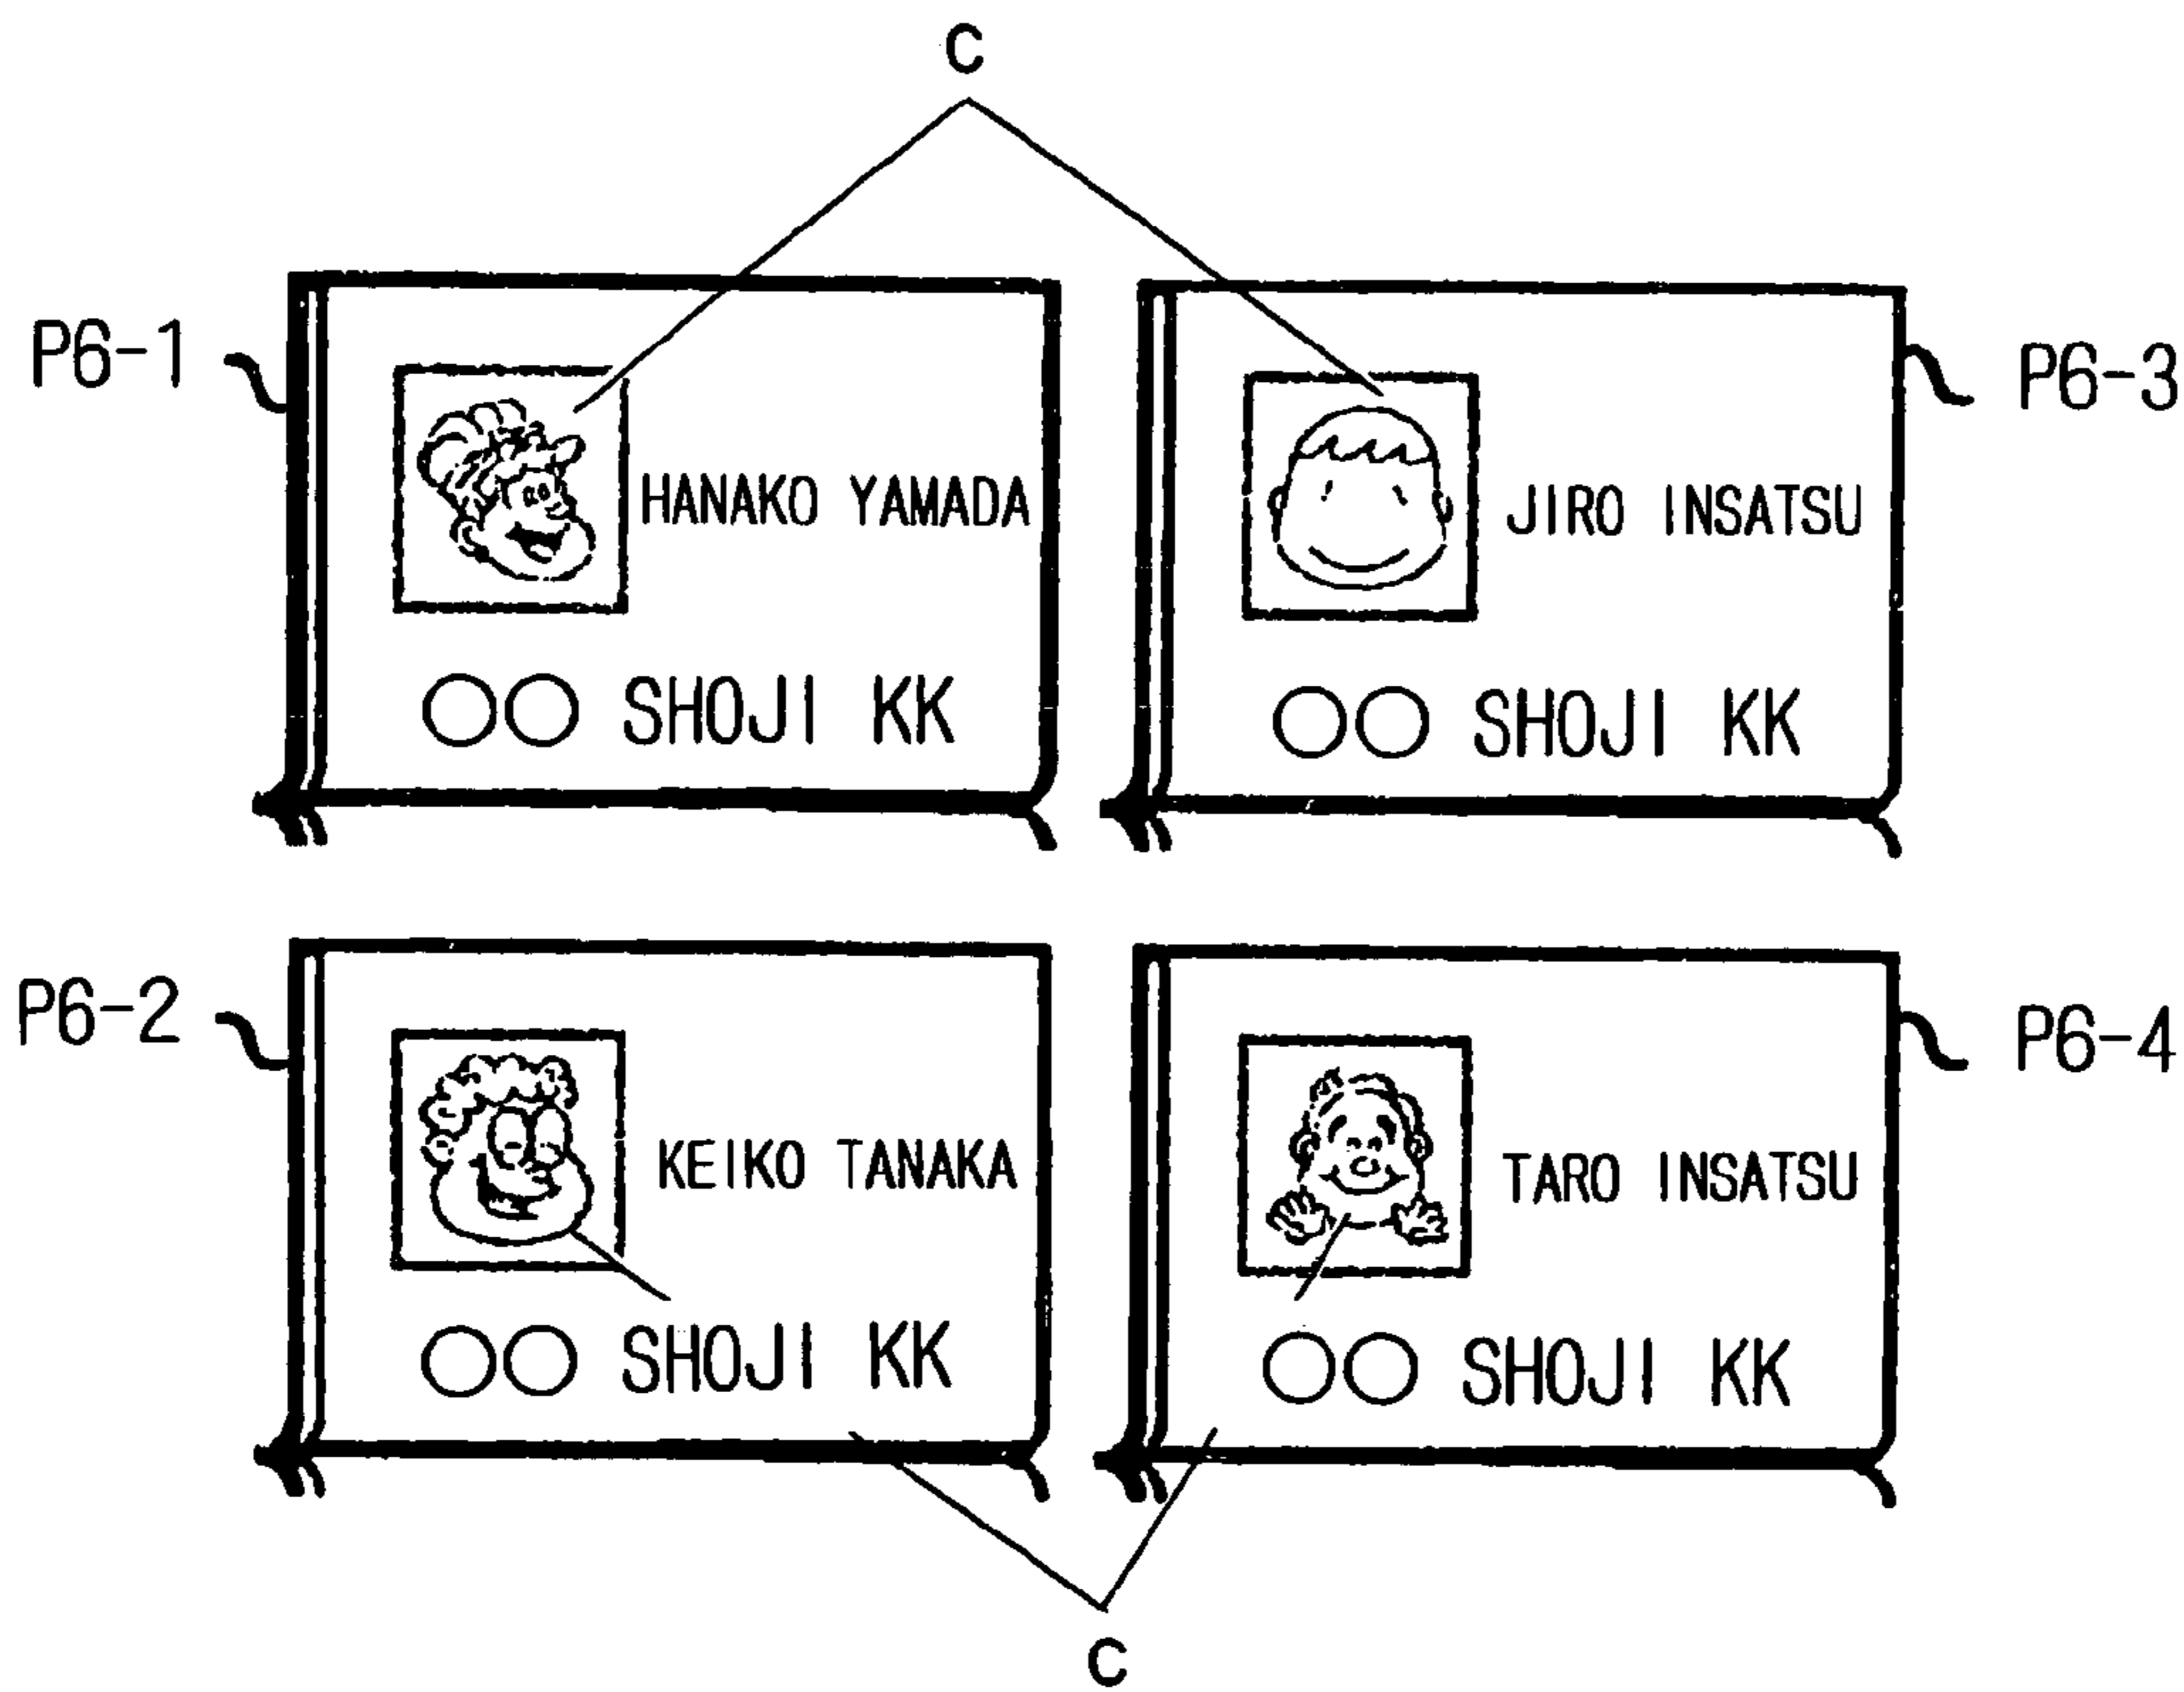 C
P6-1
HANAKO YAMADA
○○ SHOJI KK
P6-3
JIRO INSATSU
○○ SHOJI KK
P6-2
KEIKO TANAKA
○○ SHOJI KK
P6-4
TARO INSATSU
○○ SHOJI KK
C